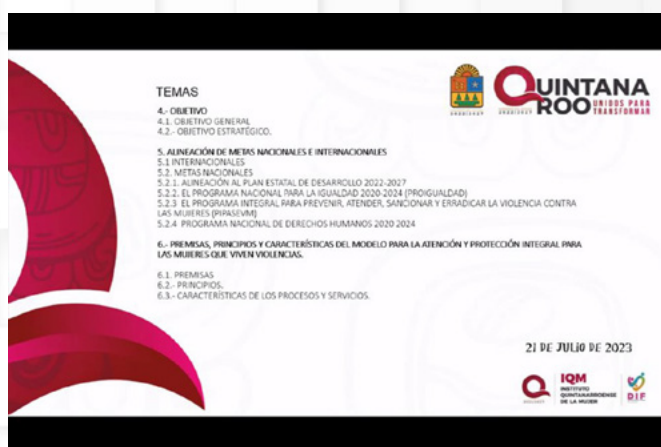 TEMAS
4.- OBJETIVO
4.1. OBJETIVO GENERAL
4.2.- OBJETIVO ESTRATÉGICO.
5. ALINEACIÓN DE METAS NACIONALES E INTERNACIONALES
5.1 INTERNACIONALES
5.2. METAS NACIONALES
5.2.1. ALINEACIÓN AL PLAN ESTATAL DE DESARROLLO 2022-2027
5.2.2. EL PROGRAMA NACIONAL PARA LA IGUALDAD 2020-2024 (PROIGUALDAD)
5.2.3 EL PROGRAMA INTEGRAL PARA PREVENIR, ATENDER, SANCIONAR Y ERRADICAR LA VIOLENCIA CONTRA
LAS MUJERES (PIPASEVM)
5.2.4 PROGRAMA NACIONAL DE DERECHOS HUMANOS 2020 2024
6.- PREMISAS, PRINCIPIOS Y CARACTERÍSTICAS DEL MODELO PARA LA ATENCIÓN Y PROTECCIÓN INTEGRAL PARA
LAS MUJERES QUE VIVEN VIOLENCIAS.
6.1. PREMISAS
6.2.- PRINCIPIOS.
6.3.- CARACTERÍSTICAS DE LOS PROCESOS Y SERVICIOS.
QUINTANA
ROO UNIDOS PARA
TRANSFORMAR
21 DE JULIO DE 2023
IQM
INSTITUTO
QUINTANARROENSE
DE LA MUJER
DIF